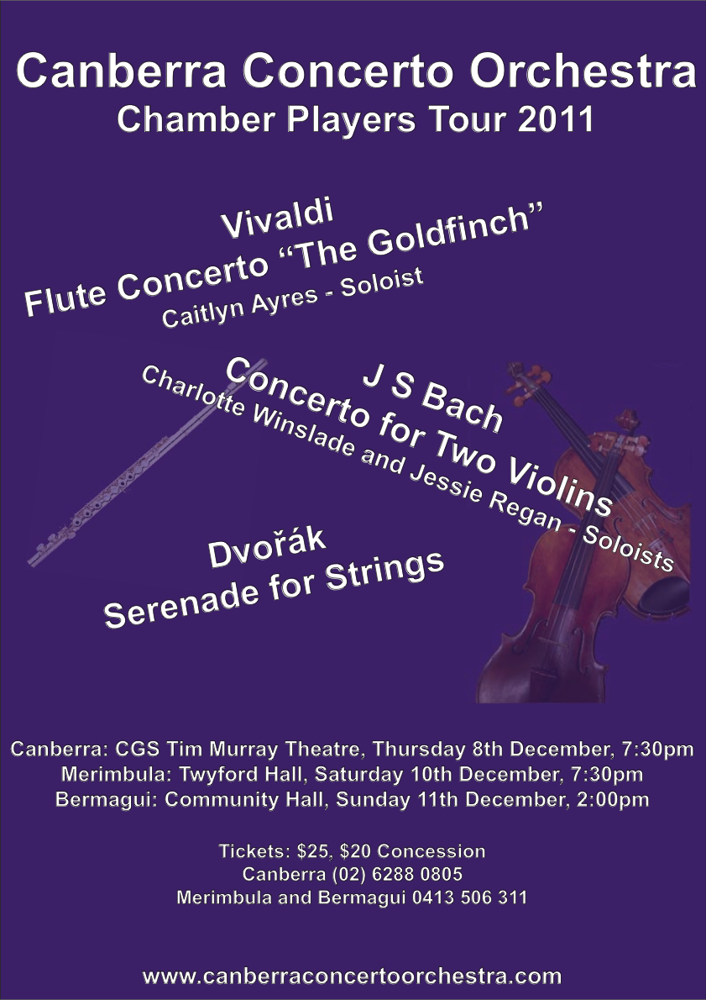 Canberra Concerto Orchestra
Chamber Players Tour 2011
Vivaldi
Flute Concerto “The Goldfinch”
Caitlyn Ayres - Soloist
J S Bach
Concerto for Two Violins
Charlotte Winslade and Jessie Regan - Soloists
Dvořák
Serenade for Strings
Canberra: CGS Tim Murray Theatre, Thursday 8th December, 7:30pm
Merimbula: Twyford Hall, Saturday 10th December, 7:30pm
Bermagui: Community Hall, Sunday 11th December, 2:00pm
Tickets: $25, $20 Concession
Canberra (02) 6288 0805
Merimbula and Bermagui 0413 506 311
www.canberraconcertoorchestra.com